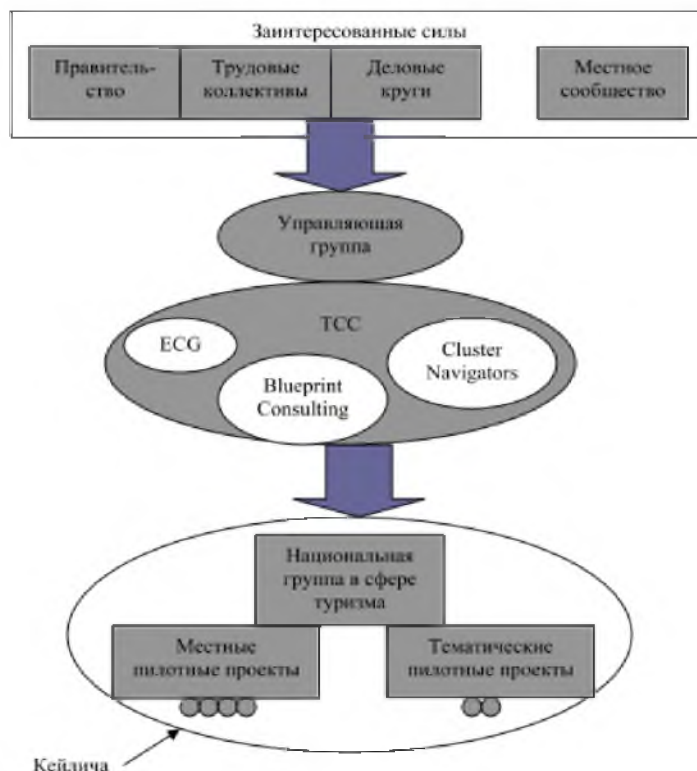 Заинтересованные силы
Правитель-
ство
Трудовые
коллективы
Деловые
круги
Местное
сообщество
Управляющая
группа
ТСС
ECG
Cluster
Navigators
Blueprint
Consulting
Национальная
группа в сфере
туризма
Местные
пилотные проекты
Тематические
пилотные проекты
Кейлича